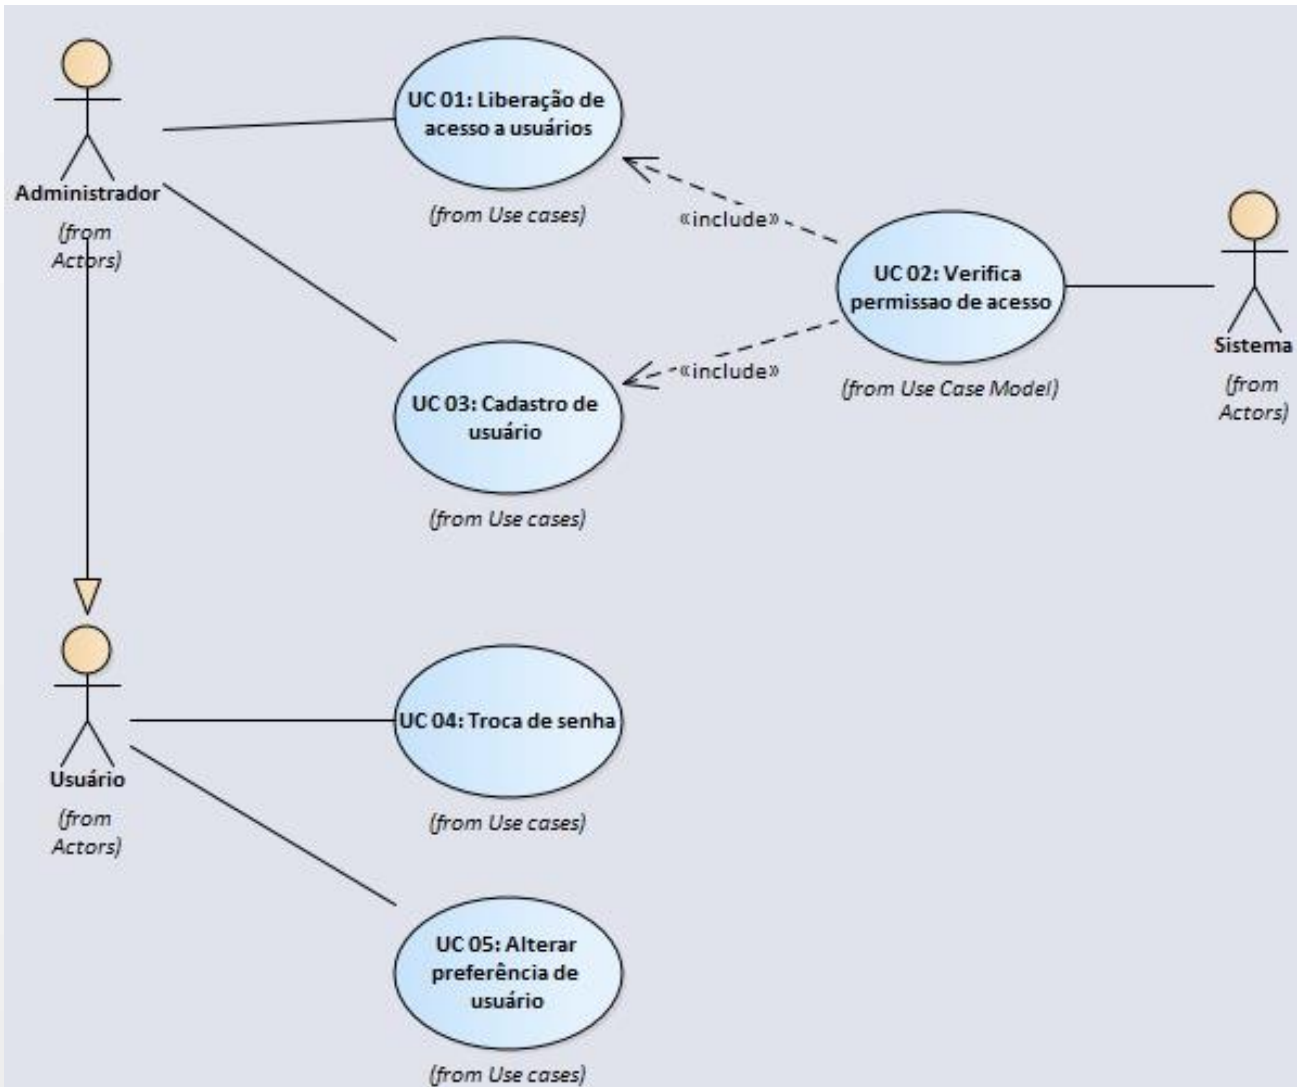 Administrador
(from
Actors)
UC 01: Liberação de
acesso a usuários
(from Use cases)
«include»
UC 02: Verifica
permissao de acesso
(from Use Case Model)
Sistema
(from
Actors)
«include»
UC 03: Cadastro de
usuário
(from Use cases)
Usuário
(from
Actors)
UC 04: Troca de senha
(from Use cases)
UC 05: Alterar
preferência de
usuário
(from Use cases)